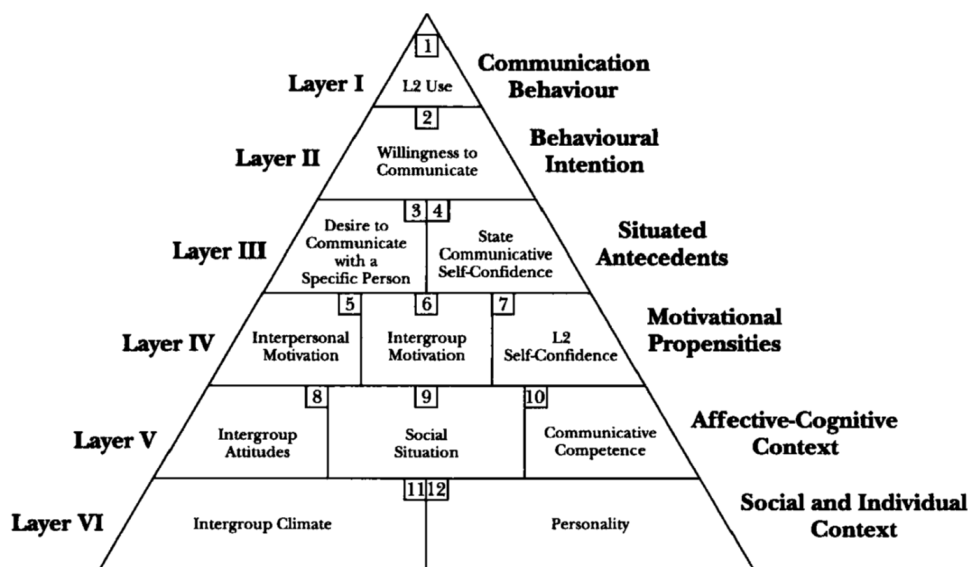 1
Layer I
L2 Use
Communication
Behaviour
2
Layer II
Willingness to
Communicate
Behavioural
Intention
3 4
Layer III
Desire to
Communicate
with a
Specific Person
State
Communicative
Self-Confidence
Situated
Antecedents
5 6 7
Layer IV
Interpersonal
Motivation
Intergroup
Motivation
L2
Self-Confidence
Motivational
Propensities
8 9 10
Layer V
Intergroup
Attitudes
Social
Situation
Communicative
Competence
Affective-Cognitive
Context
11 12
Layer VI
Intergroup Climate
Personality
Social and Individual
Context